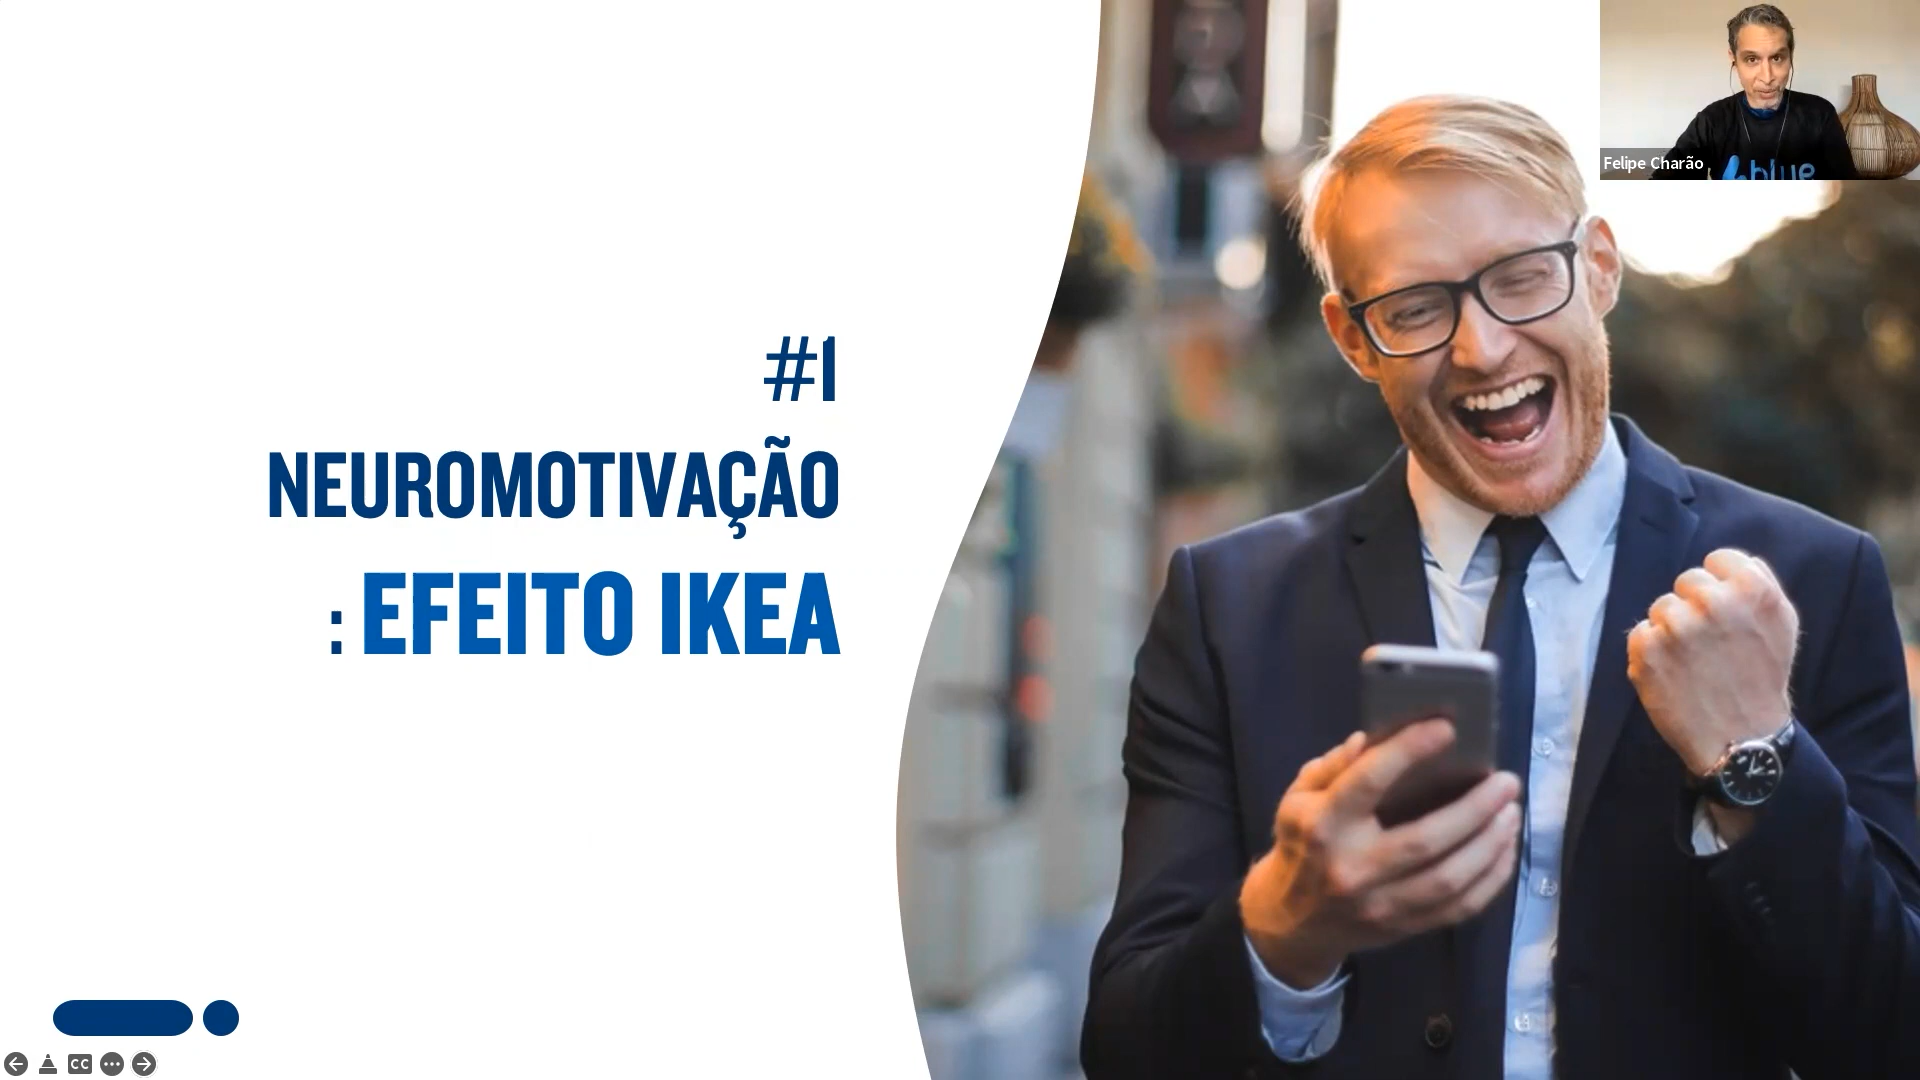 #1
NEUROMOTIVAÇÃO
: EFEITO IKEA
Felipe Charão
blue
CC